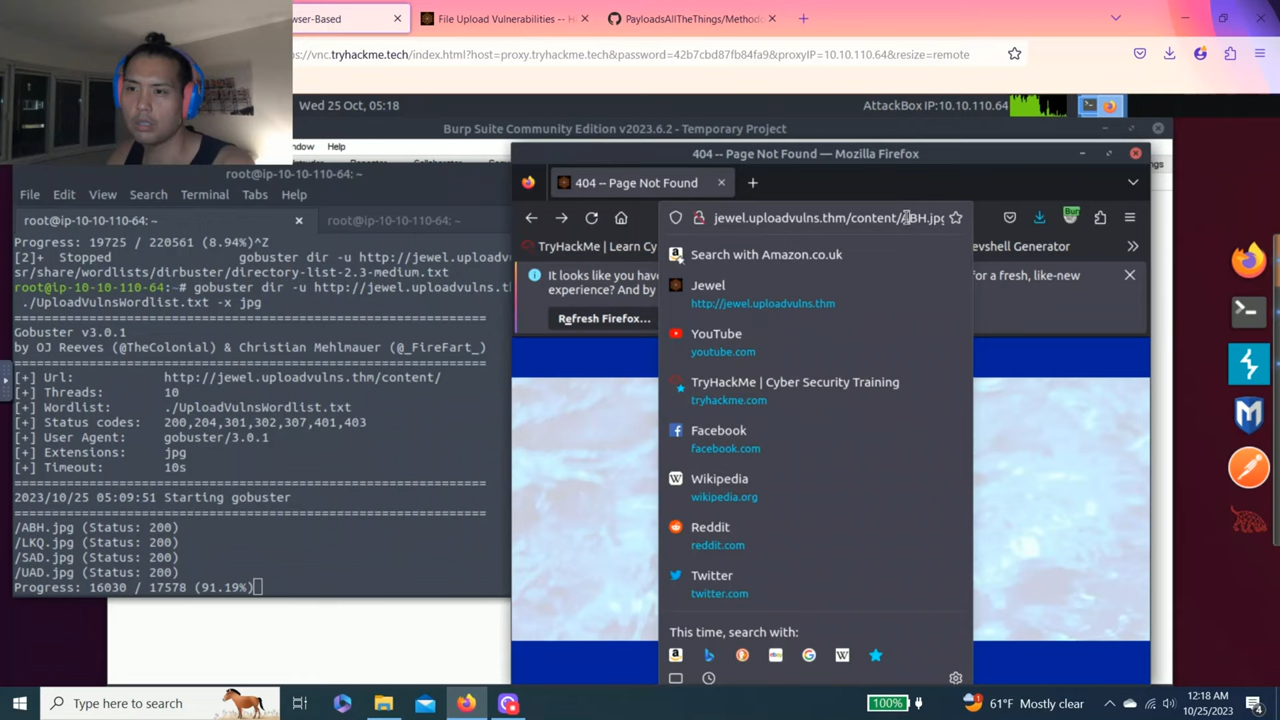 owser-Based
File Upload Vulnerabilities -- H
PayloadsAllTheThings/Methodo
vnc.tryhackme.tech/index.html?host=proxy.tryhackme.tech&password=42b7cbd87fb84fa9&proxyIP=10.10.110.64&resize=remote
Wed 25 Oct, 05:18
AttackBox IP:10.10.110.64
Burp Suite Community Edition v2023.6.2 - Temporary Project
Help
404 -- Page Not Found — Mozilla Firefox
root@ip-10-10-110-64: ~
File Edit View Search Terminal Tabs Help
404 -- Page Not Found
root@ip-10-10-110-64: ~
root@ip-10-10-110-64: ~
jewel.uploadvulns.thm/content/ABH.jpg
Progress: 19725 / 220561 (8.94%)^Z
[2]+ Stopped gobuster dir -u http://jewel.uploadv
sr/share/wordlists/dirbuster/directory-list-2.3-medium.txt
root@ip-10-10-110-64:~# gobuster dir -u http://jewel.uploadvulns.th
./UploadVulnsWordlist.txt -x jpg
Gobuster v3.0.1
by OJ Reeves (@TheColonial) & Christian Mehlmauer (@_FireFart_)
[+] Url: http://jewel.uploadvulns.thm/content/
[+] Threads: 10
[+] Wordlist: ./UploadVulnsWordlist.txt
[+] Status codes: 200,204,301,302,307,401,403
[+] User Agent: gobuster/3.0.1
[+] Extensions: jpg
[+] Timeout: 10s
2023/10/25 05:09:51 Starting gobuster
/ABH.jpg (Status: 200)
/LKQ.jpg (Status: 200)
/SAD.jpg (Status: 200)
/UAD.jpg (Status: 200)
Progress: 16030 / 17578 (91.19%)
TryHackMe | Learn Cy
evshell Generator
It looks like you have
for a fresh, like-new
experience? And by
Refresh Firefox...
Search with Amazon.co.uk
Jewel
http://jewel.uploadvulns.thm
YouTube
youtube.com
TryHackMe | Cyber Security Training
tryhackme.com
Facebook
facebook.com
Wikipedia
wikipedia.org
Reddit
reddit.com
Twitter
twitter.com
This time, search with:
Type here to search
100%
61°F Mostly clear
12:18 AM
10/25/2023
4